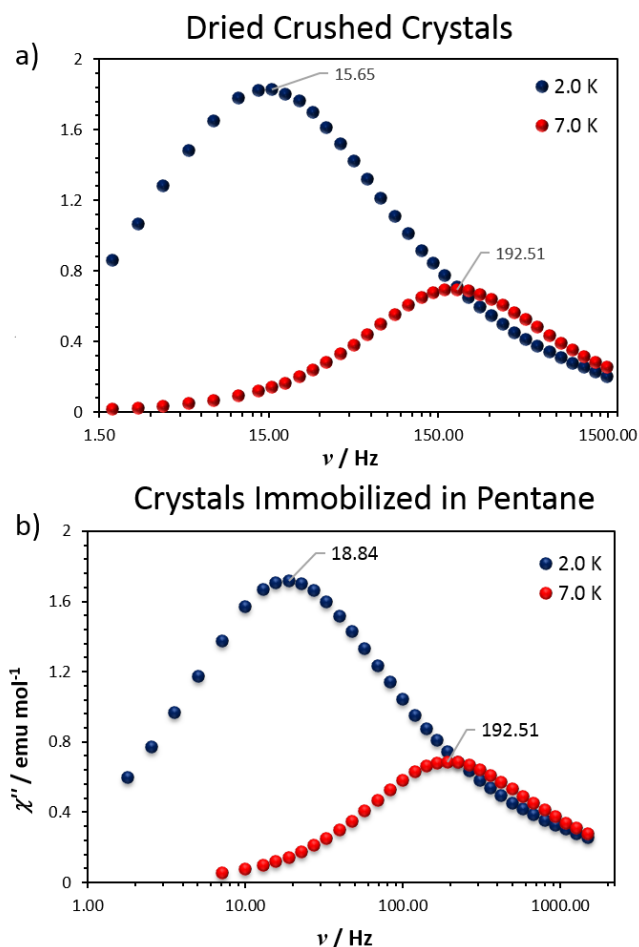 Dried Crushed Crystals
a)
2
1.6
1.2
0.8
0.4
0
15.65
192.51
2.0 K
7.0 K
1.50
15.00
150.00
1500.00
ν / Hz
Crystals Immobilized in Pentane
b)
χ'' / emu mol⁻¹
2
1.6
1.2
0.8
0.4
0
18.84
192.51
2.0 K
7.0 K
1.00
10.00
100.00
1000.00
ν / Hz